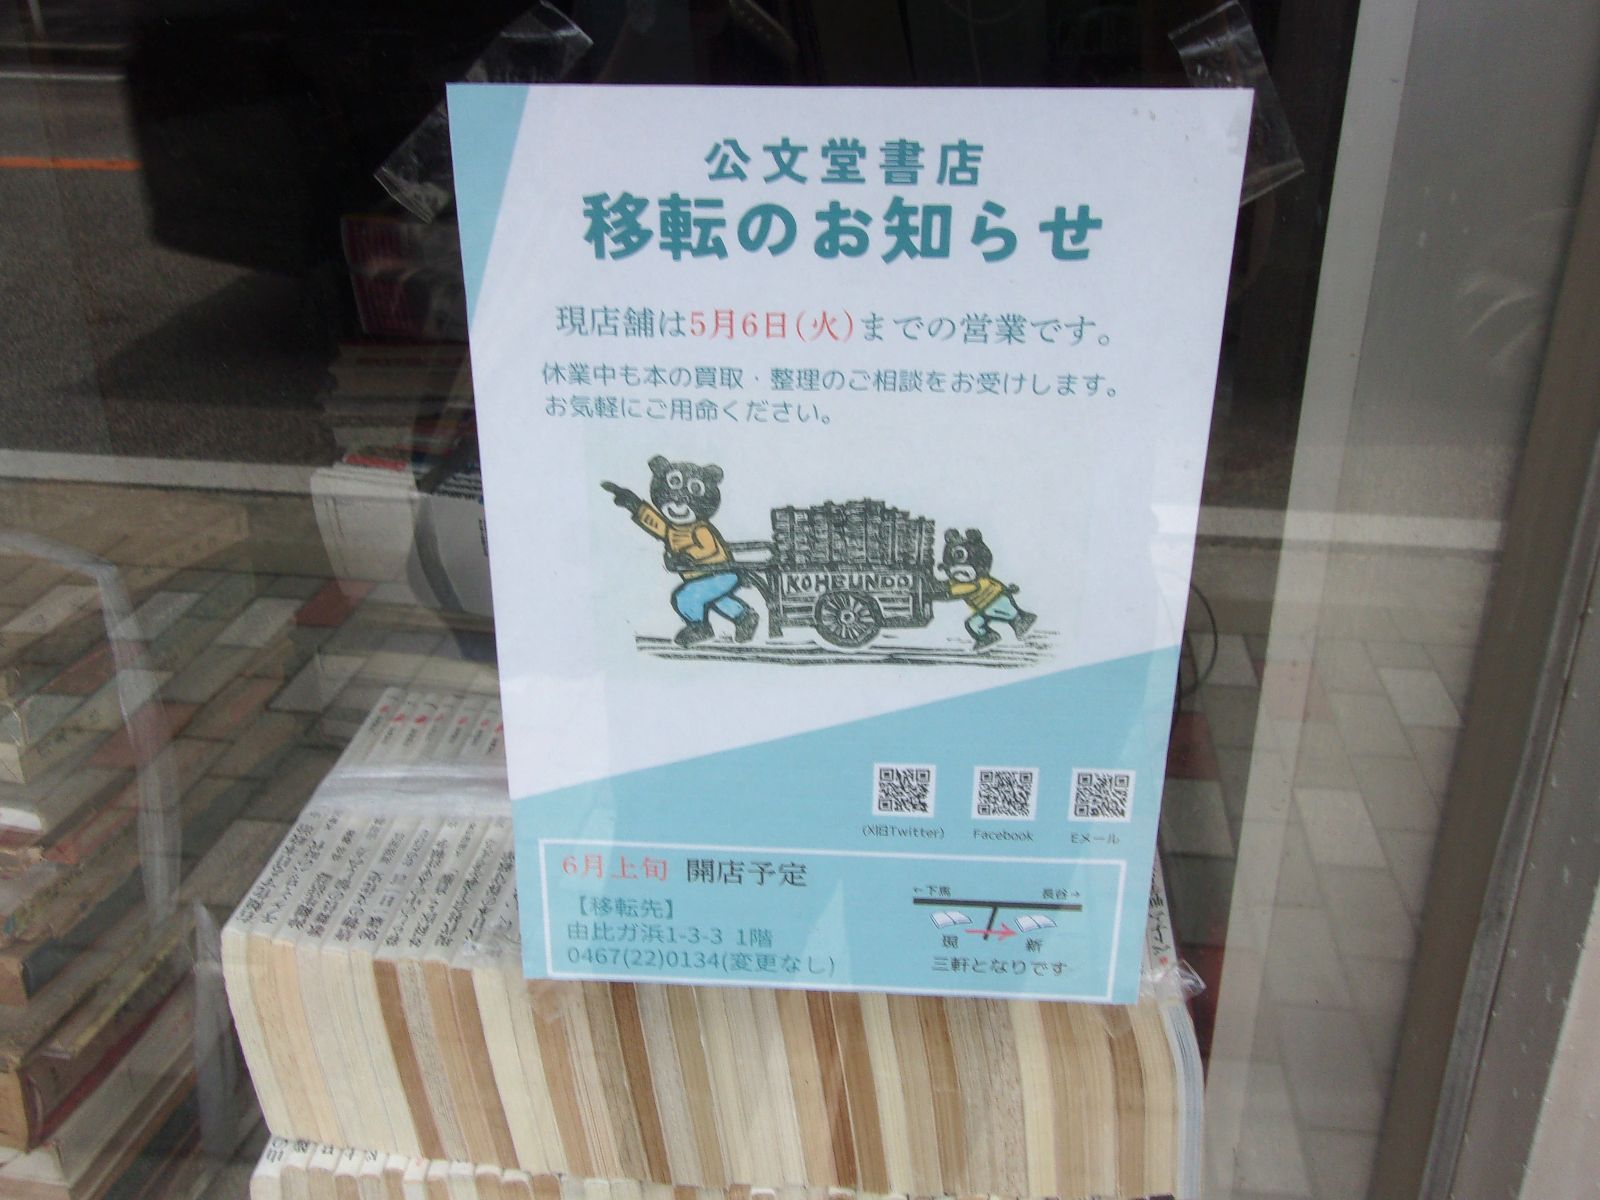 公文堂書店
移転のお知らせ
現店舗は5月6日(火)までの営業です。
休業中も本の買取・整理のご相談をお受けします。
お気軽にご用命ください。
KOHBUNDO
(X旧Twitter)
Facebook
Eメール
6月上旬 開店予定
【移転先】
由比ガ浜1-3-3 1階
0467(22)0134(変更なし)
←下馬
長谷→
現
新
三軒となりです